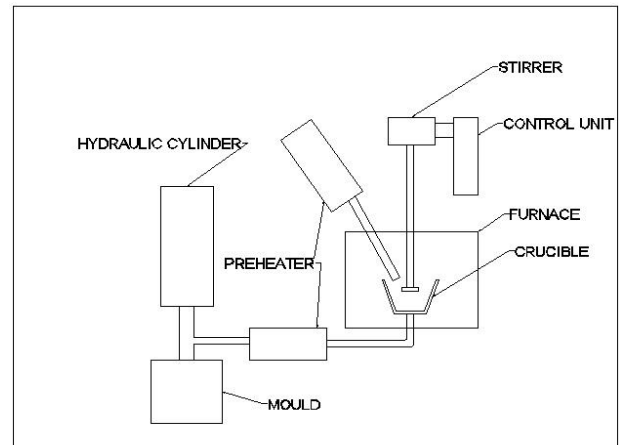 STIRRER
CONTROL UNIT
HYDRAULIC CYLINDER
FURNACE
CRUCIBLE
PREHEATER
MOULD